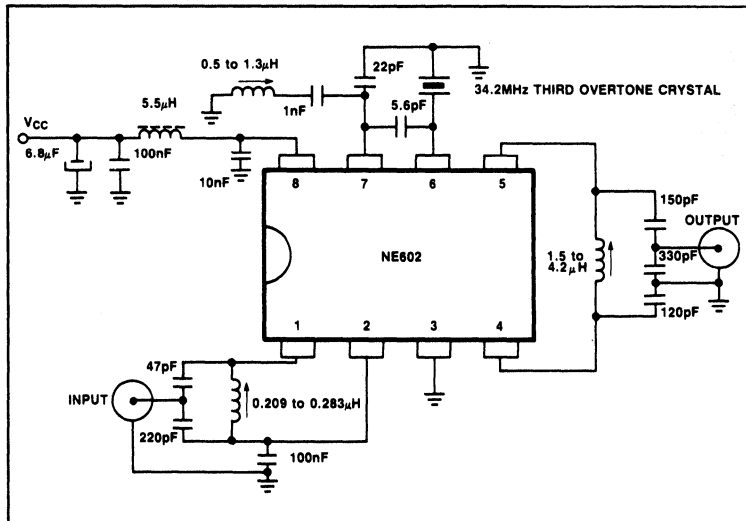 0.5 to 1.3μH
22pF
34.2MHz THIRD OVERTONE CRYSTAL
1nF
5.6pF
5.5μH
VCC
6.8μF
100nF
10nF
8
7
6
5
150pF
OUTPUT
NE602
1.5 to
4.2μH
330pF
120pF
1
2
3
4
47pF
INPUT
0.209 to 0.283μH
220pF
100nF